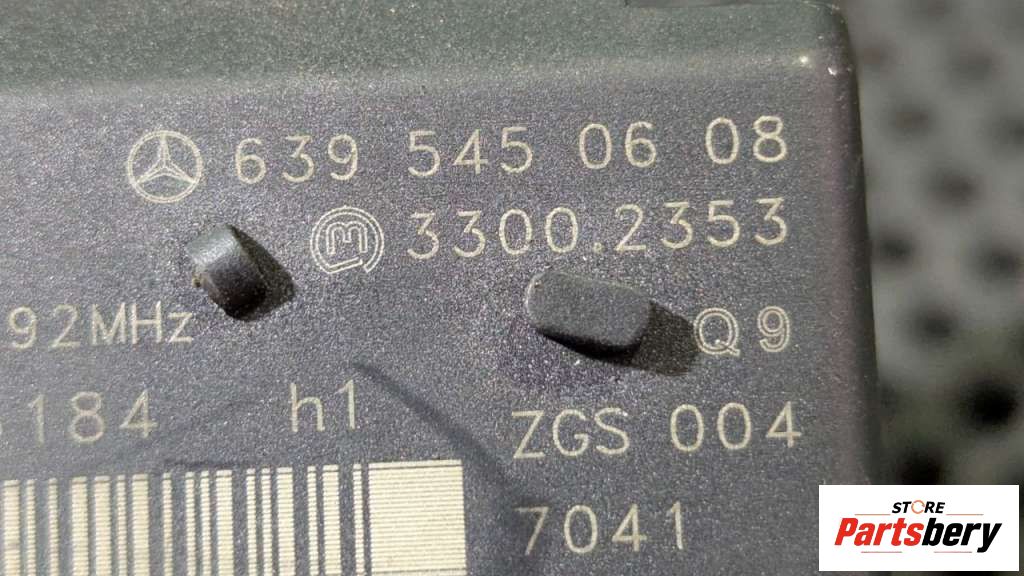 639 545 06 08
3300.2353
92MHz
Q9
184 h1
ZGS 004
7041
STORE
Partsbery